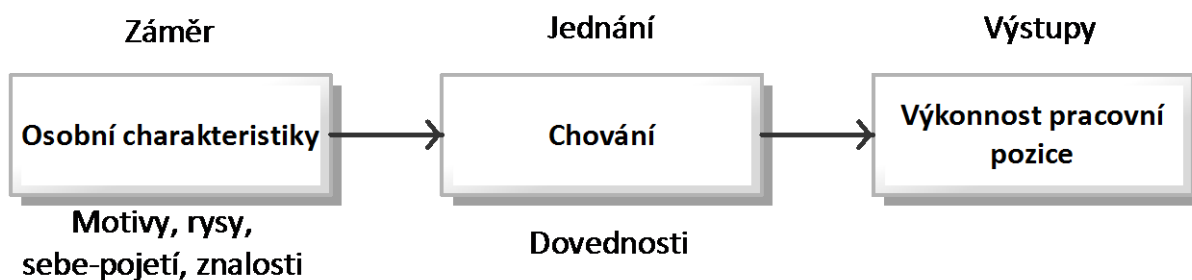 Záměr
Jednání
Výstupy
Osobní charakteristiky
Chování
Výkonnost pracovní
pozice
Motivy, rysy,
sebe-pojetí, znalosti
Dovednosti